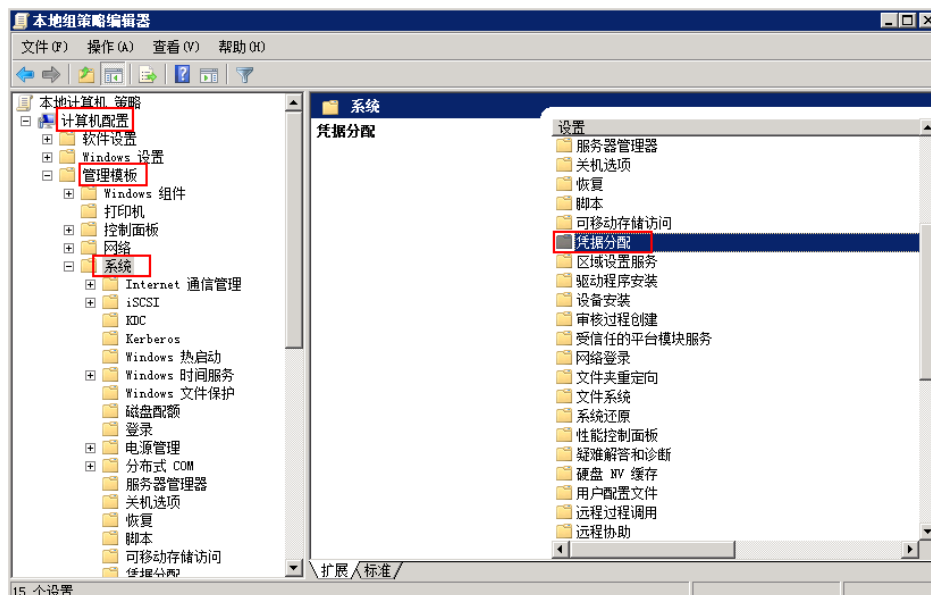 本地组策略编辑器
文件(F) 操作(A) 查看(V) 帮助(H)
本地计算机 策略
计算机配置
软件设置
Windows 设置
管理模板
Windows 组件
打印机
控制面板
网络
系统
Internet 通信管理
iSCSI
KDC
Kerberos
Windows 热启动
Windows 时间服务
Windows 文件保护
磁盘配额
登录
电源管理
分布式 COM
服务器管理器
关机选项
恢复
脚本
可移动存储访问
凭据分配
系统
凭据分配
设置
服务器管理器
关机选项
恢复
脚本
可移动存储访问
凭据分配
区域设置服务
驱动程序安装
设备安装
审核过程创建
受信任的平台模块服务
网络登录
文件夹重定向
文件系统
系统还原
性能控制面板
疑难解答和诊断
硬盘 NV 缓存
用户配置文件
远程过程调用
远程协助
扩展 标准
15 个设置